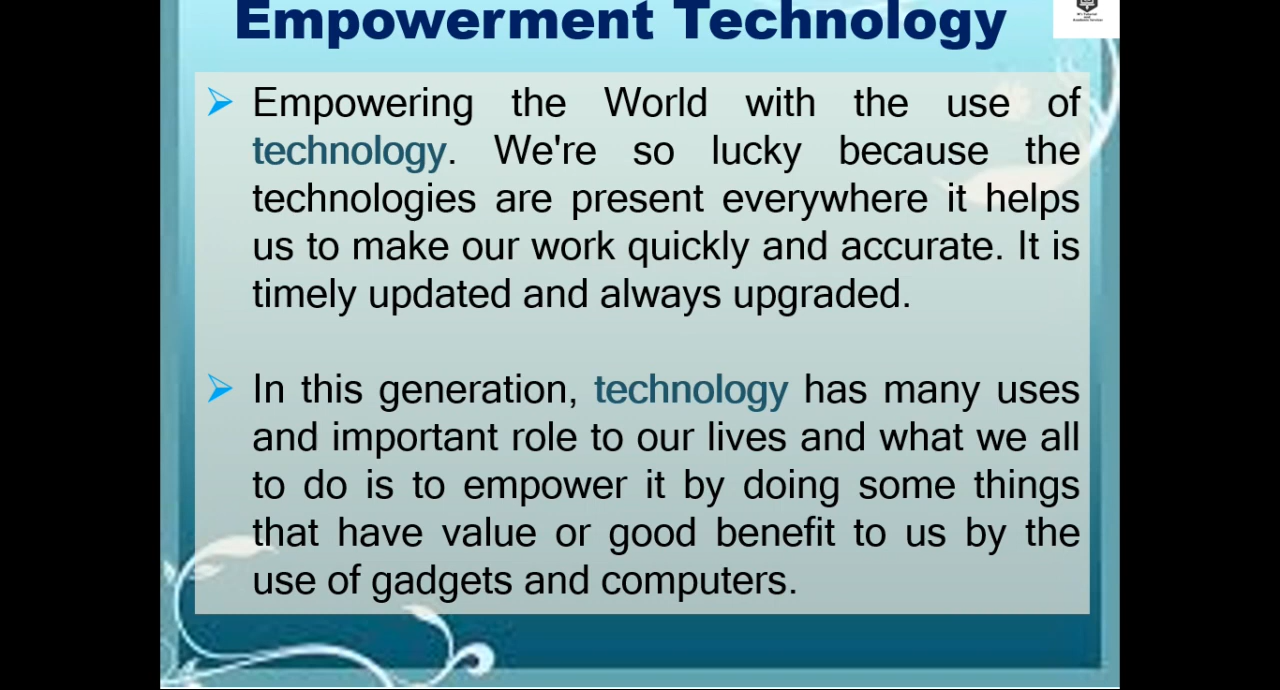 Empowerment Technology
Empowering the World with the use of
technology. We're so lucky because the
technologies are present everywhere it helps
us to make our work quickly and accurate. It is
timely updated and always upgraded.
In this generation, technology has many uses
and important role to our lives and what we all
to do is to empower it by doing some things
that have value or good benefit to us by the
use of gadgets and computers.